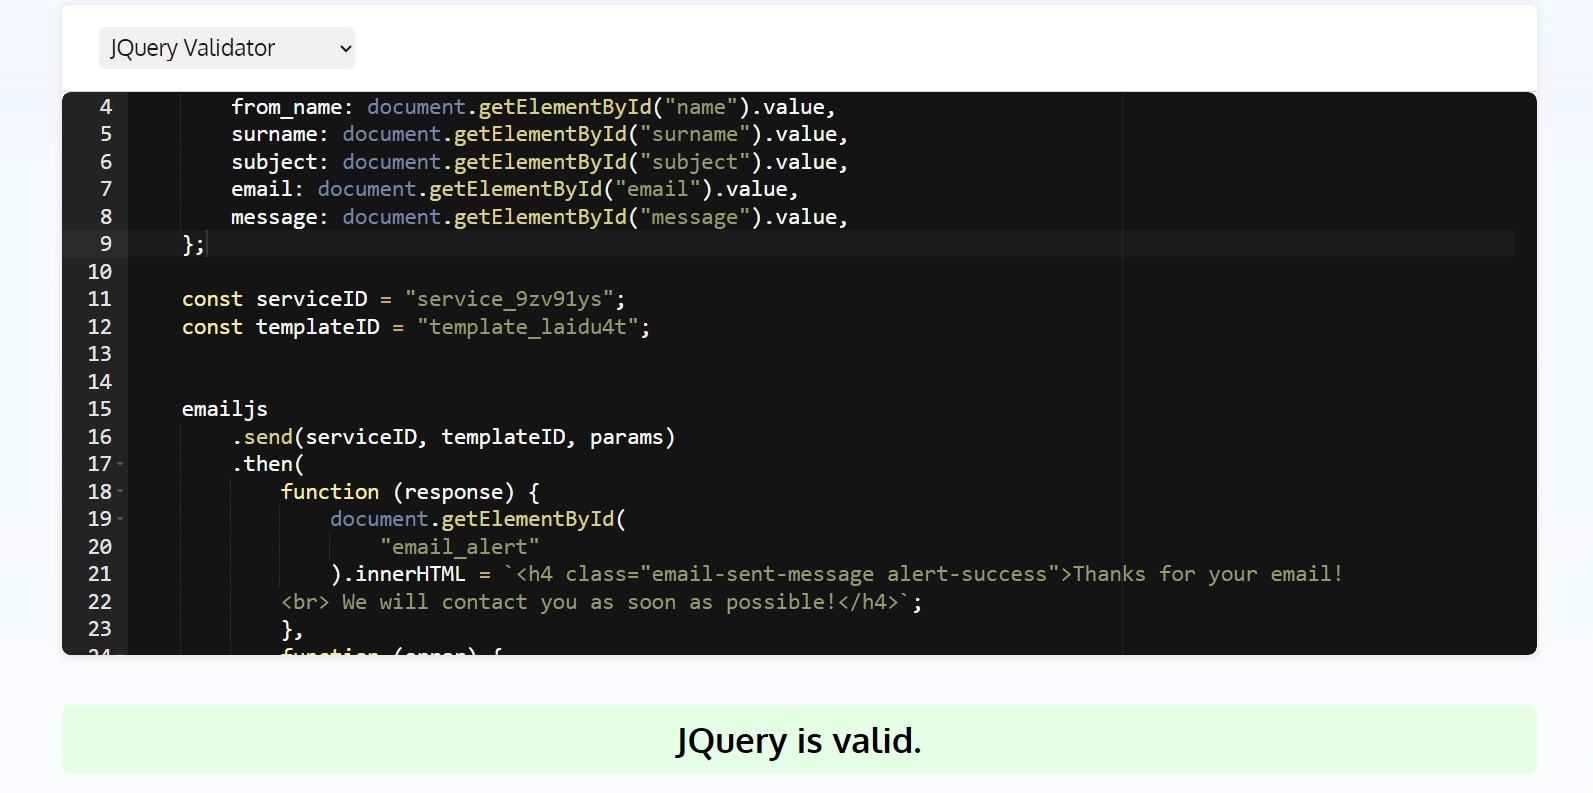 JQuery Validator
4 from_name: document.getElementById("name").value,
5 surname: document.getElementById("surname").value,
6 subject: document.getElementById("subject").value,
7 email: document.getElementById("email").value,
8 message: document.getElementById("message").value,
9 };
10
11 const serviceID = "service_9zv91ys";
12 const templateID = "template_laidu4t";
13
14
15 emailjs
16 .send(serviceID, templateID, params)
17 .then(
18 function (response) {
19 document.getElementById(
20 "email_alert"
21 ).innerHTML = `<h4 class="email-sent-message alert-success">Thanks for your email!
22 <br> We will contact you as soon as possible!</h4>`;
23 },
24 function (error) {
JQuery is valid.